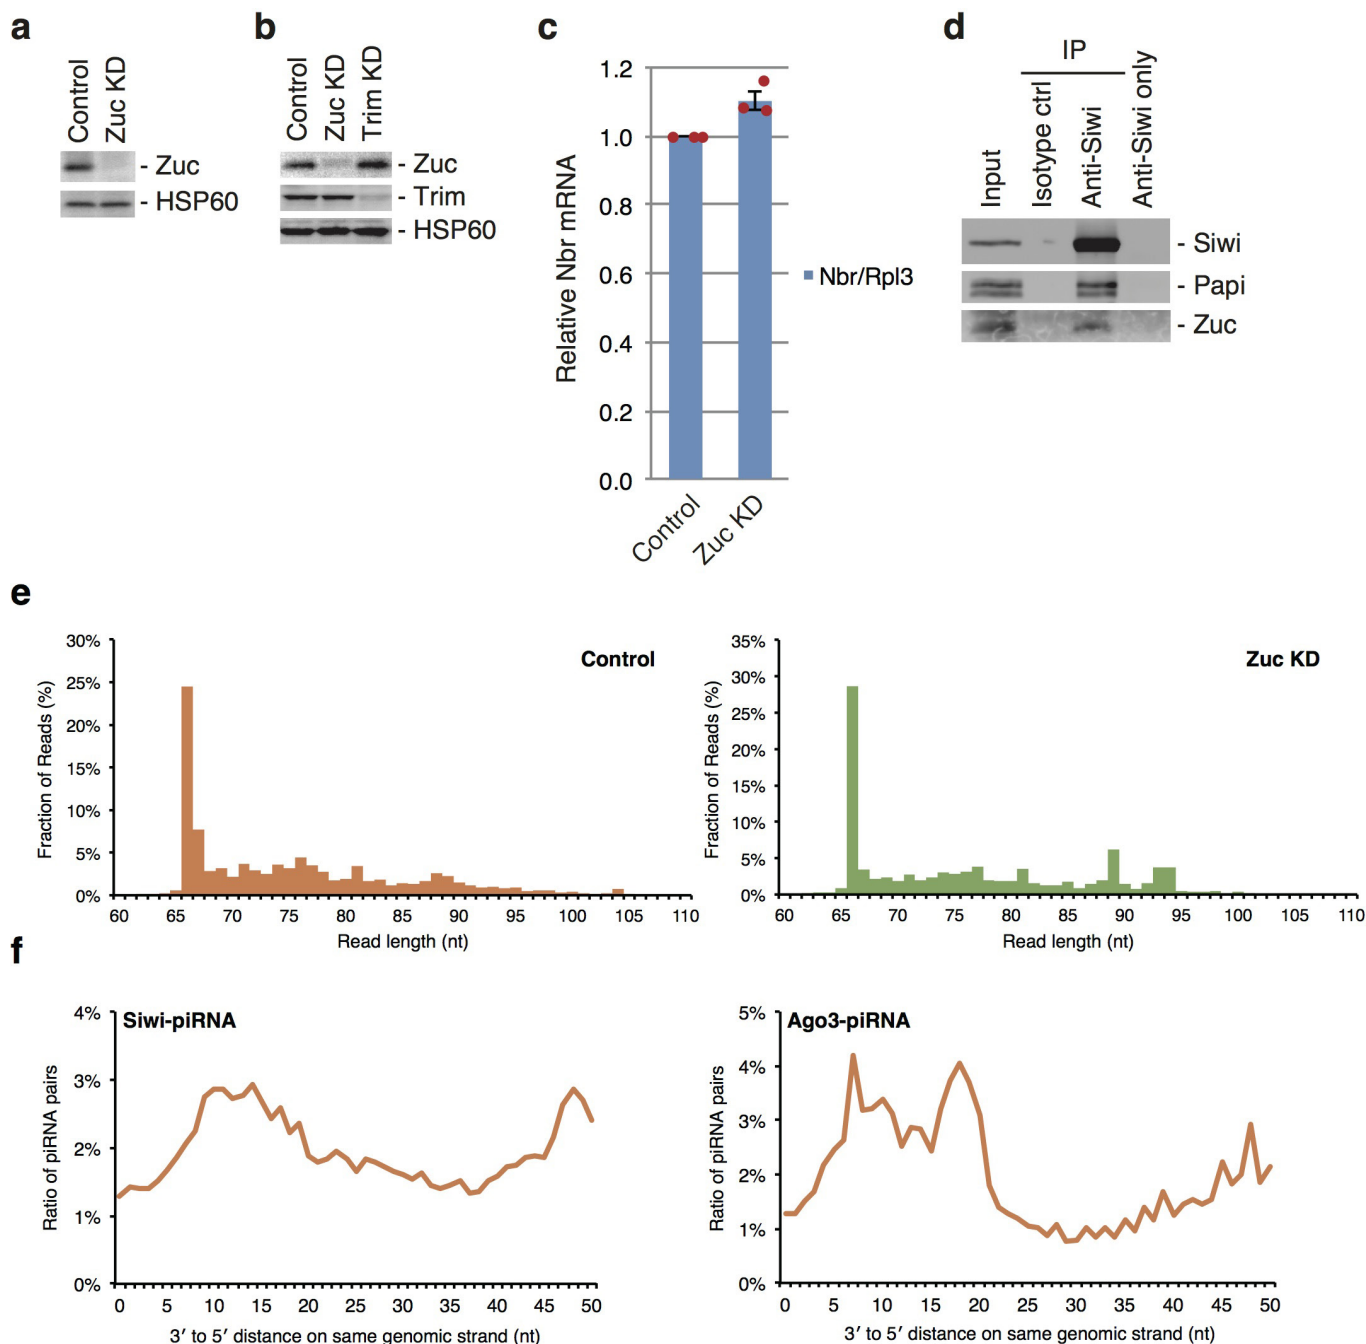 a
Control
Zuc KD
- Zuc
- HSP60
b
Control
Zuc KD
Trim KD
- Zuc
- Trim
- HSP60
c
Relative Nbr mRNA
1.2
1.0
0.8
0.6
0.4
0.2
0.0
Control
Zuc KD
Nbr/Rpl3
d
IP
Input
Isotype ctrl
Anti-Siwi
Anti-Siwi only
- Siwi
- Papi
- Zuc
e
Control
Fraction of Reads (%)
30%
25%
20%
15%
10%
5%
0%
60 65 70 75 80 85 90 95 100 105 110
Read length (nt)
Zuc KD
Fraction of Reads (%)
35%
30%
25%
20%
15%
10%
5%
0%
60 65 70 75 80 85 90 95 100 105 110
Read length (nt)
f
Siwi-piRNA
Ratio of piRNA pairs
4%
3%
2%
1%
0%
0 5 10 15 20 25 30 35 40 45 50
3′ to 5′ distance on same genomic strand (nt)
Ago3-piRNA
Ratio of piRNA pairs
5%
4%
3%
2%
1%
0%
0 5 10 15 20 25 30 35 40 45 50
3′ to 5′ distance on same genomic strand (nt)